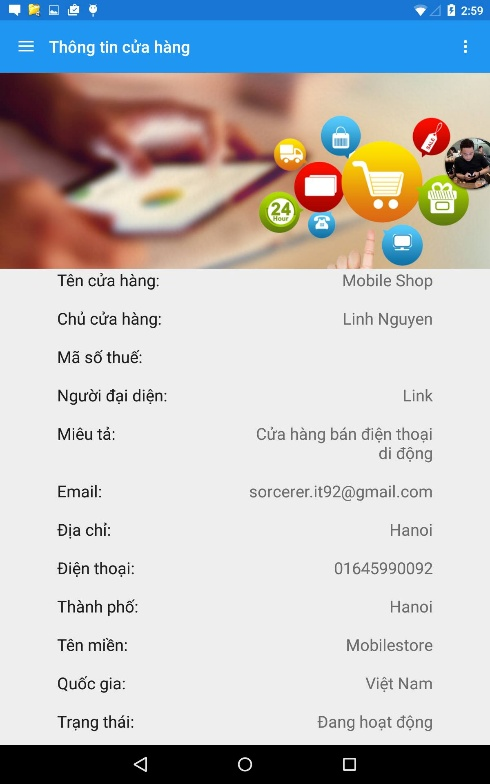 2:59
Thông tin cửa hàng
SALE
24
Hour
Tên cửa hàng: Mobile Shop
Chủ cửa hàng: Linh Nguyen
Mã số thuế:
Người đại diện: Link
Miêu tả: Cửa hàng bán điện thoại
di động
Email: sorcerer.it92@gmail.com
Địa chỉ: Hanoi
Điện thoại: 01645990092
Thành phố: Hanoi
Tên miền: Mobilestore
Quốc gia: Việt Nam
Trạng thái: Đang hoạt động